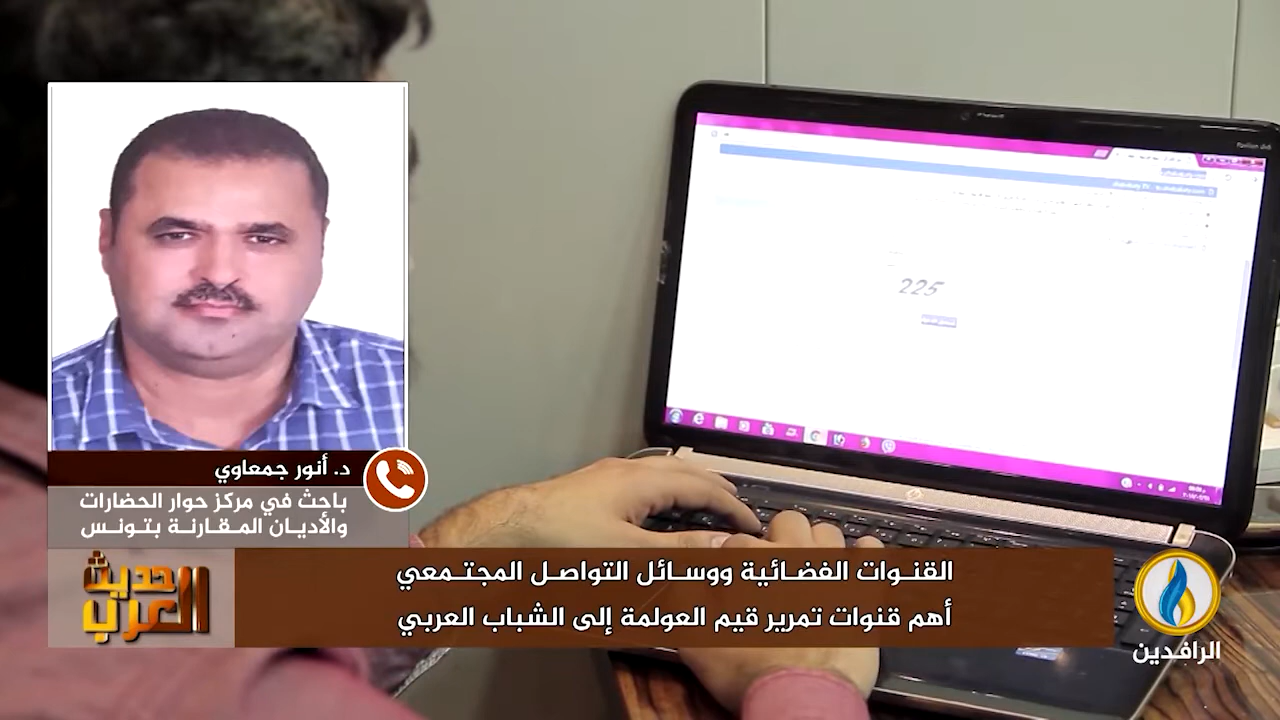 225
د. أنور جمعاوي
باحث في مركز حوار الحضارات
والأديان المقارنة بتونس
حديث العرب
القنوات الفضائية ووسائل التواصل المجتمعي
أهم قنوات تمرير قيم العولمة إلى الشباب العربي
الرافدين